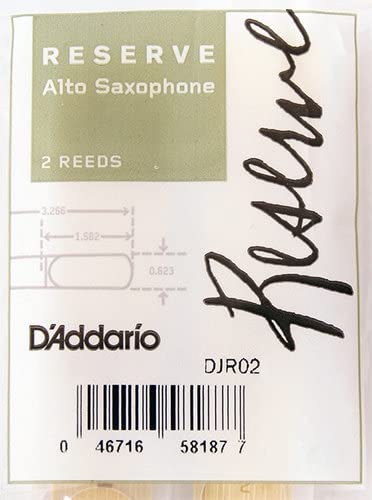 RESERVE
Alto Saxophone
2 REEDS
Reserve
3.266
1.582
0.623
D'Addario
DJR02
0 46716 58187 7